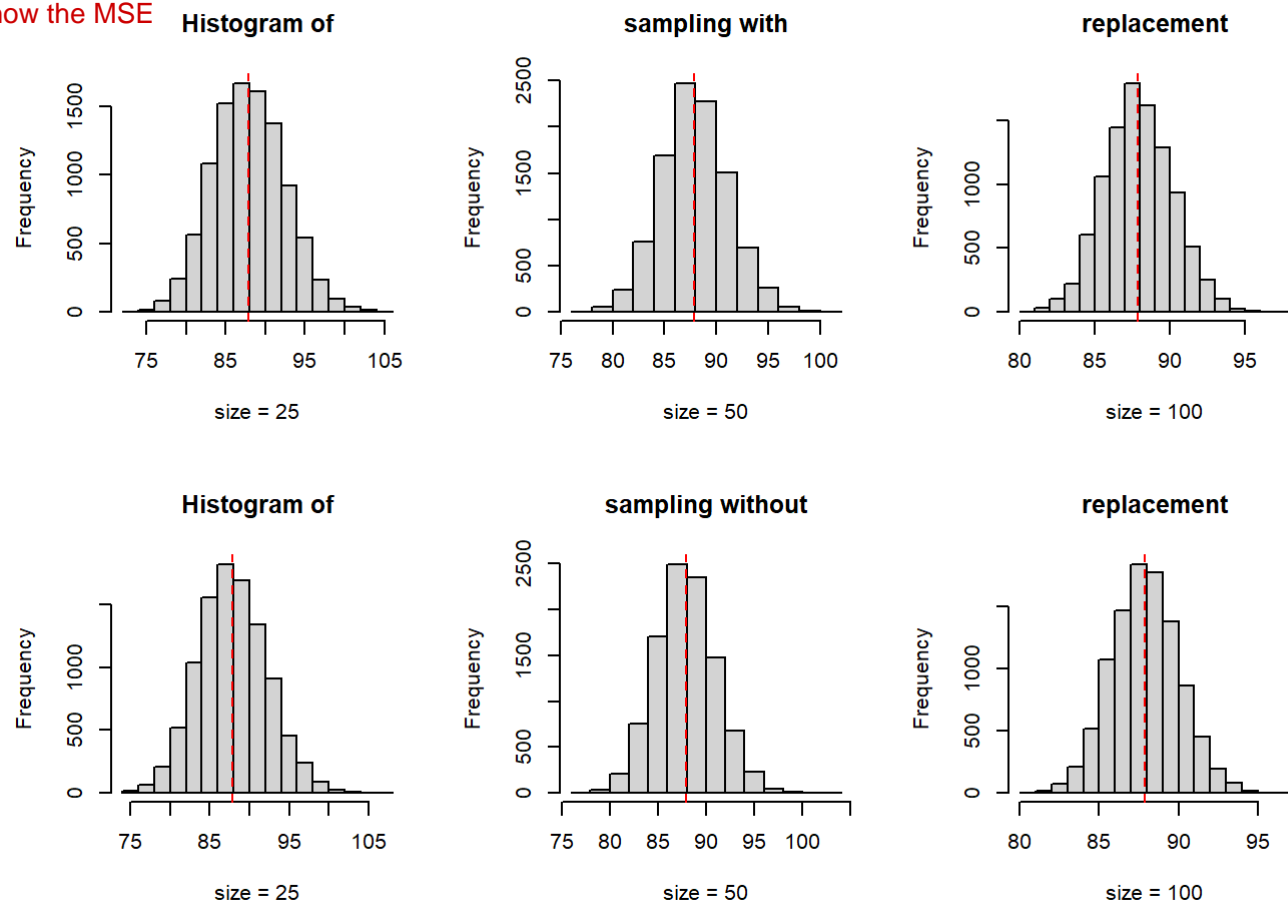 now the MSE
Histogram of
sampling with
replacement
Frequency
0 500 1000 1500
75 85 95 105
size = 25
Frequency
0 500 1500 2500
75 80 85 90 95 100
size = 50
Frequency
0 500 1000
80 85 90 95
size = 100
Histogram of
sampling without
replacement
Frequency
0 500 1000
75 85 95 105
size = 25
Frequency
0 500 1500 2500
75 80 85 90 95 100
size = 50
Frequency
0 500 1000
80 85 90 95
size = 100